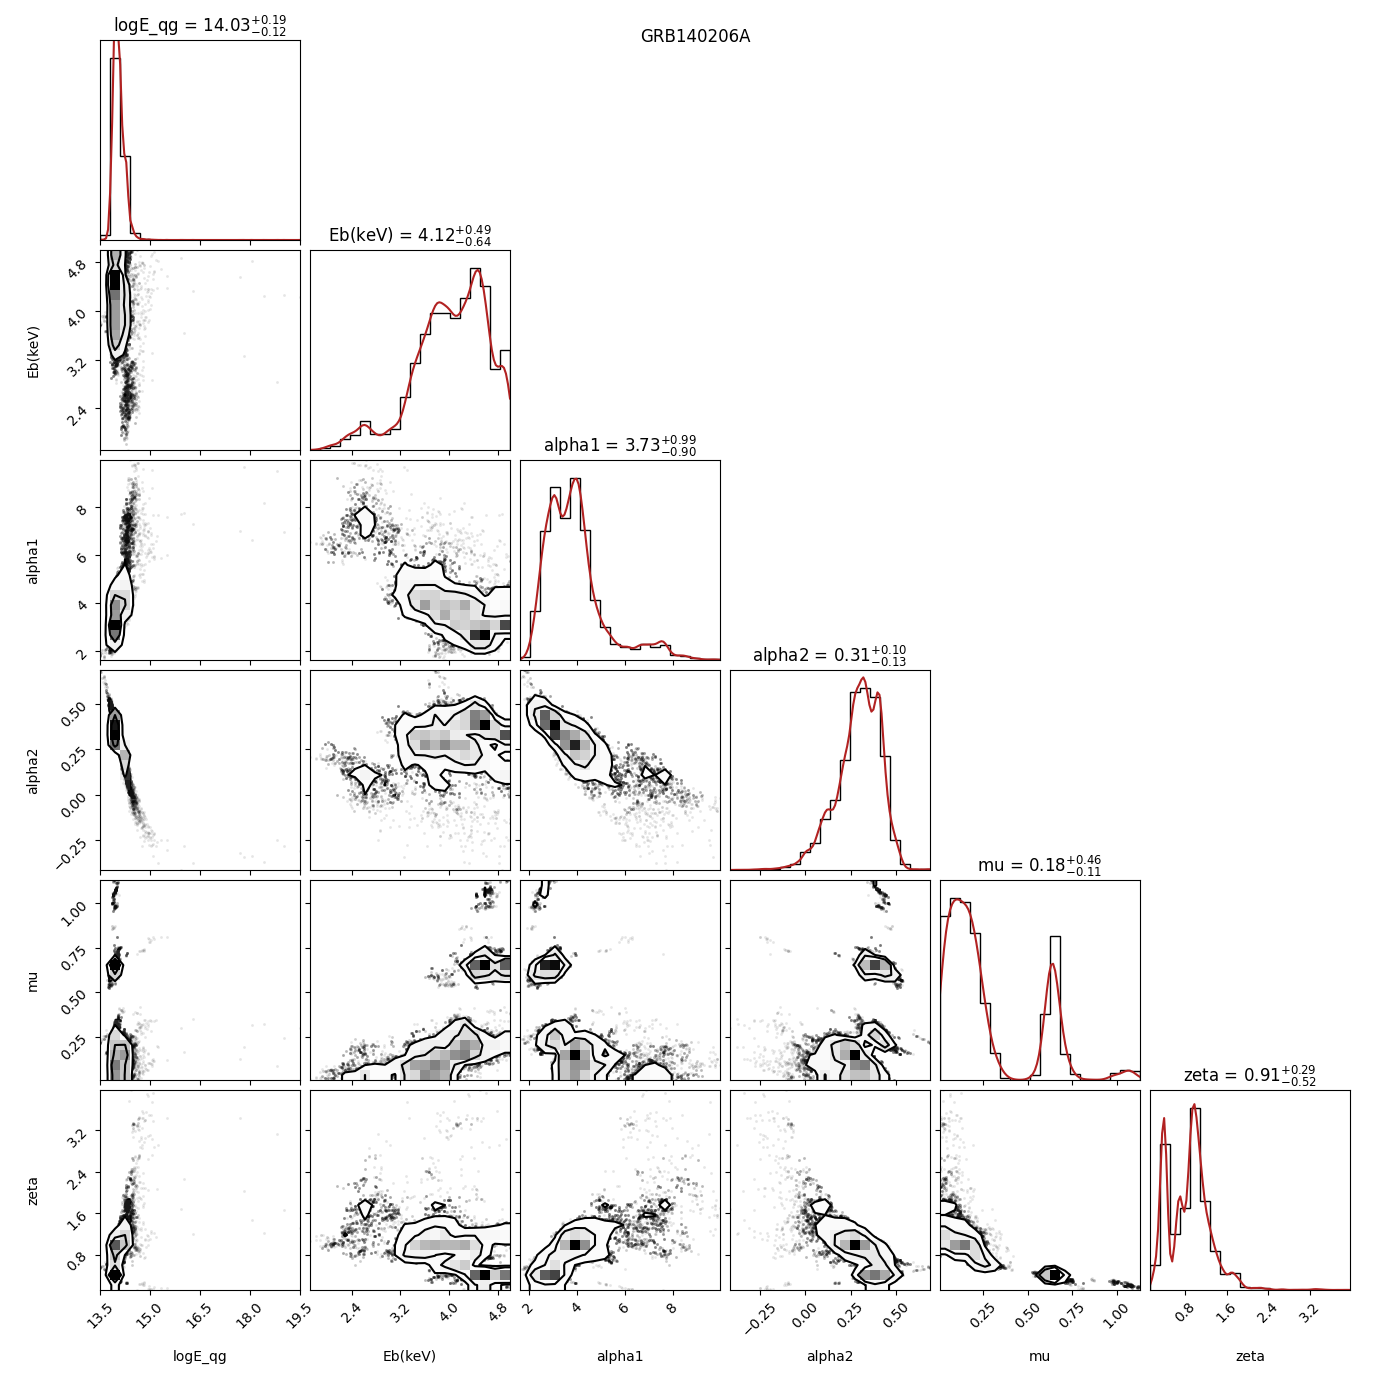 logE_qg = 14.03+0.19−0.12
GRB140206A
Eb(keV) = 4.12+0.49−0.64
4.8
4.0
3.2
2.4
Eb(keV)
alpha1 = 3.73+0.99−0.90
8
6
4
2
alpha1
alpha2 = 0.31+0.10−0.13
0.50
0.25
0.00
−0.25
alpha2
mu = 0.18+0.46−0.11
1.00
0.75
0.50
0.25
mu
zeta = 0.91+0.29−0.52
3.2
2.4
1.6
0.8
zeta
13.5 15.0 16.5 18.0 19.5 2.4 3.2 4.0 4.8 2 4 6 8 −0.25 0.00 0.25 0.50 0.25 0.50 0.75 1.00 0.8 1.6 2.4 3.2
logE_qg Eb(keV) alpha1 alpha2 mu zeta